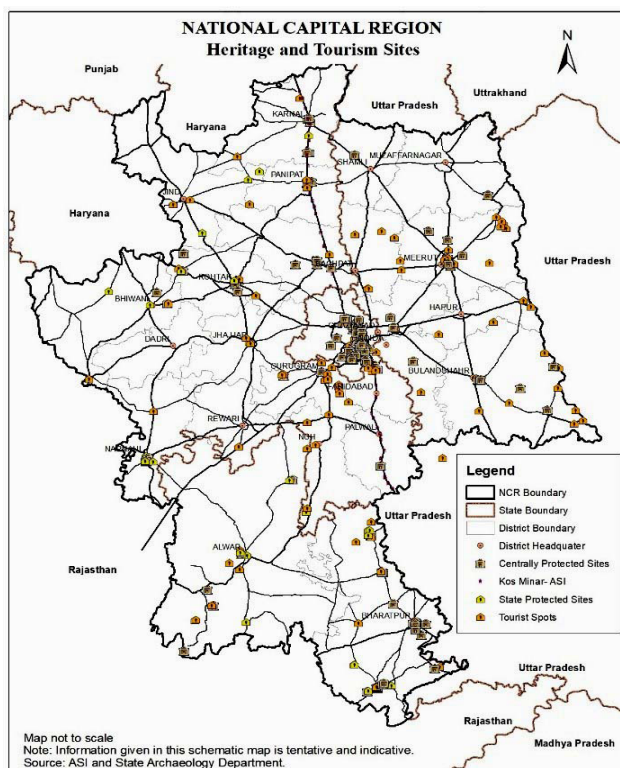 NATIONAL CAPITAL REGION
Heritage and Tourism Sites
N
Punjab
Uttrakhand
Uttar Pradesh
Haryana
KARNAL
SHAMLI
MUZAFFARNAGAR
PANIPAT
JIND
Haryana
BAGHPAT
MEERUT
Uttar Pradesh
ROHTAK
BHIWANI
HAPUR
DADRI
JHAJJAR
GURUGRAM
BULANDSHAHR
FARIDABAD
REWARI
PALWAL
NUH
NARNAUL
Uttar Pradesh
Rajasthan
ALWAR
BHARATPUR
Legend
NCR Boundary
State Boundary
District Boundary
District Headquater
Centrally Protected Sites
Kos Minar- ASI
State Protected Sites
Tourist Spots
Uttar Pradesh
Rajasthan
Madhya Pradesh
Map not to scale
Note: Information given in this schematic map is tentative and indicative.
Source: ASI and State Archaeology Department.